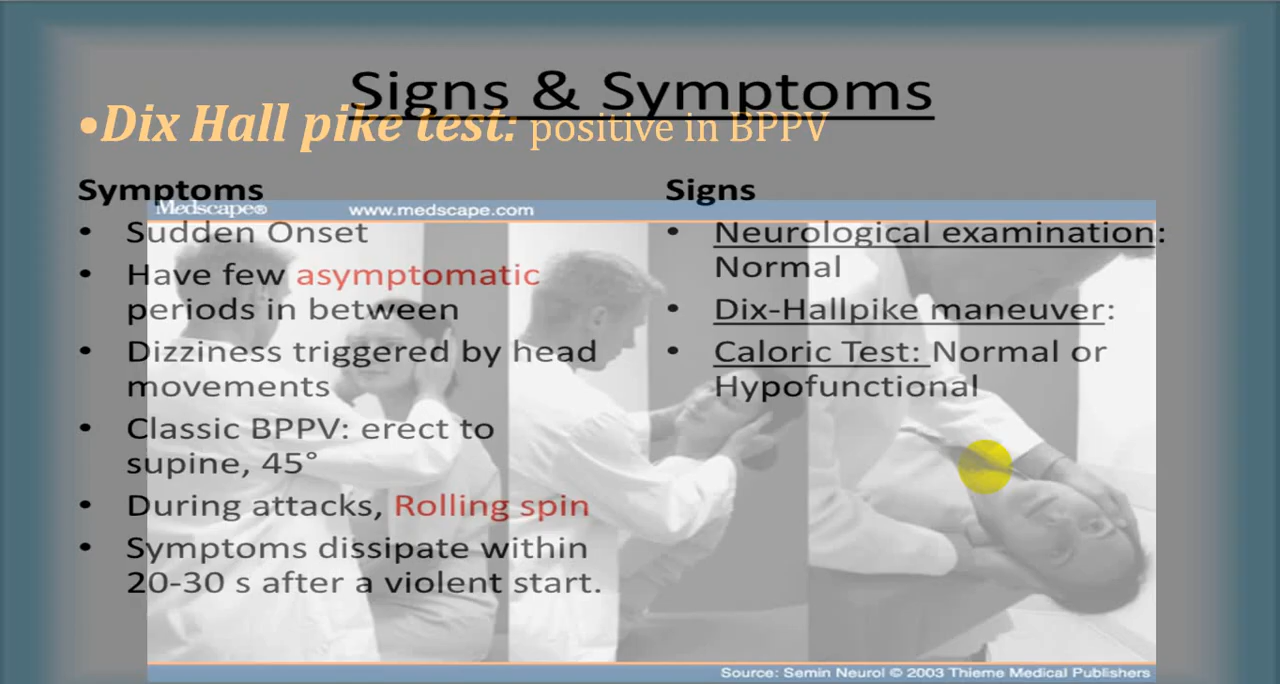 Signs & Symptoms
•Dix Hall pike test: positive in BPPV
Symptoms
Medscape® www.medscape.com
• Sudden Onset
• Have few asymptomatic
periods in between
• Dizziness triggered by head
movements
• Classic BPPV: erect to
supine, 45°
• During attacks, Rolling spin
• Symptoms dissipate within
20-30 s after a violent start.
Signs
• Neurological examination:
Normal
• Dix-Hallpike maneuver:
• Caloric Test: Normal or
Hypofunctional
Source: Semin Neurol © 2003 Thieme Medical Publishers